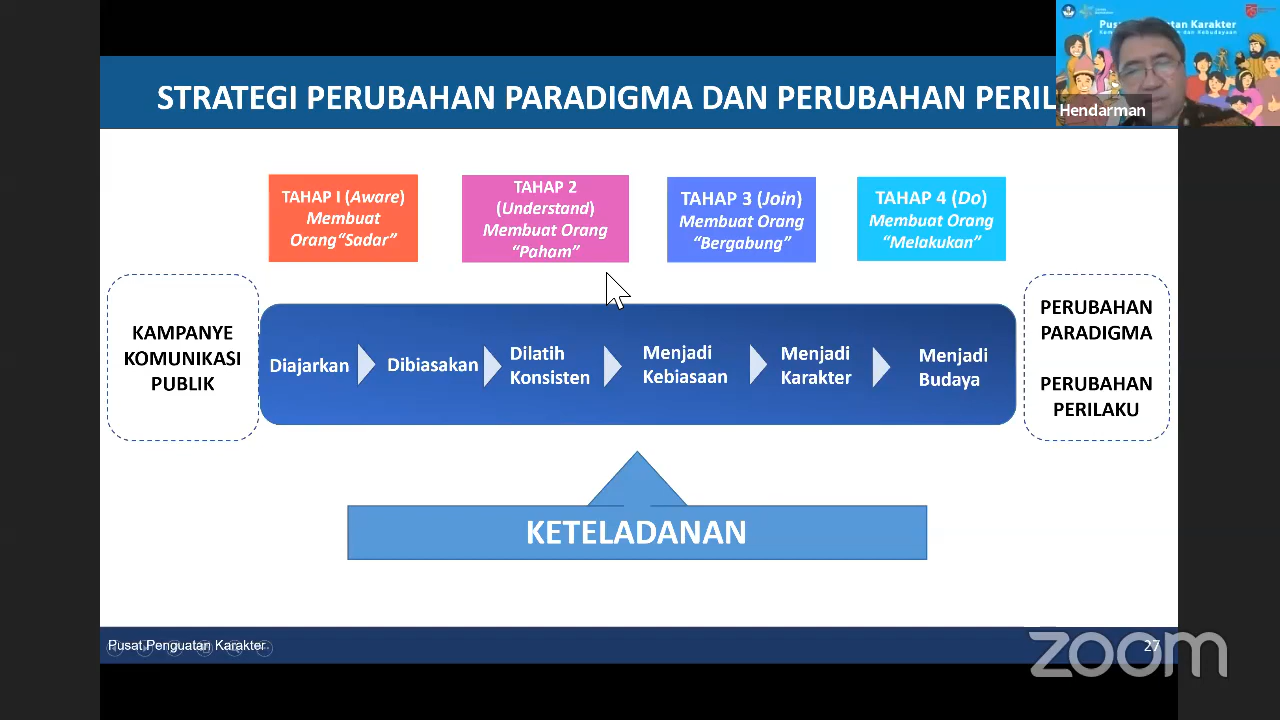 STRATEGI PERUBAHAN PARADIGMA DAN PERUBAHAN PERIL
Hendarman
TAHAP I (Aware)
Membuat
Orang“Sadar”
TAHAP 2
(Understand)
Membuat Orang
“Paham”
TAHAP 3 (Join)
Membuat Orang
“Bergabung”
TAHAP 4 (Do)
Membuat Orang
“Melakukan”
KAMPANYE
KOMUNIKASI
PUBLIK
Diajarkan
Dibiasakan
Dilatih
Konsisten
Menjadi
Kebiasaan
Menjadi
Karakter
Menjadi
Budaya
PERUBAHAN
PARADIGMA
PERUBAHAN
PERILAKU
KETELADANAN
Pusat Penguatan Karakter
27
zoom